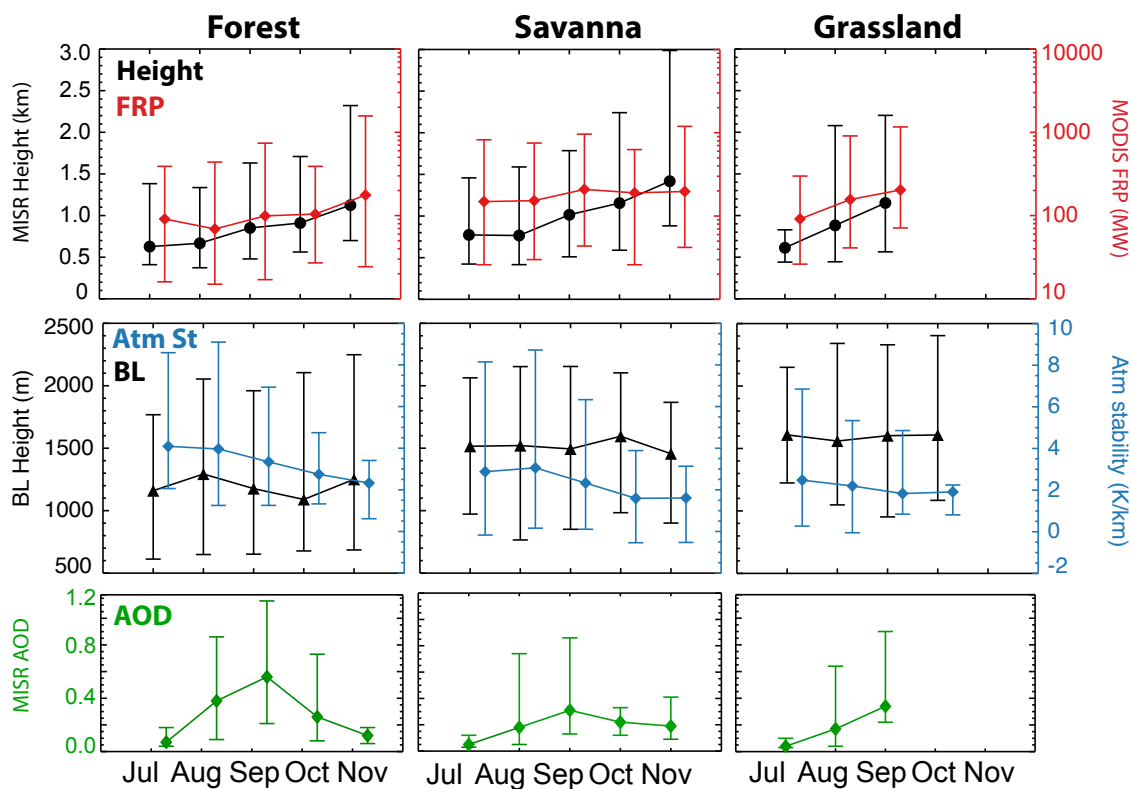 Forest Savanna Grassland
MISR Height (km)
3.0
2.5
2.0
1.5
1.0
0.5
0
Height
FRP
10000
1000
100
10
MODIS FRP (MW)
BL Height (m)
2500
2000
1500
1000
500
Atm St
BL
10
8
6
4
2
0
-2
Atm stability (K/km)
MISR AOD
1.2
0.8
0.4
0.0
AOD
Jul Aug Sep Oct Nov Jul Aug Sep Oct Nov Jul Aug Sep Oct Nov